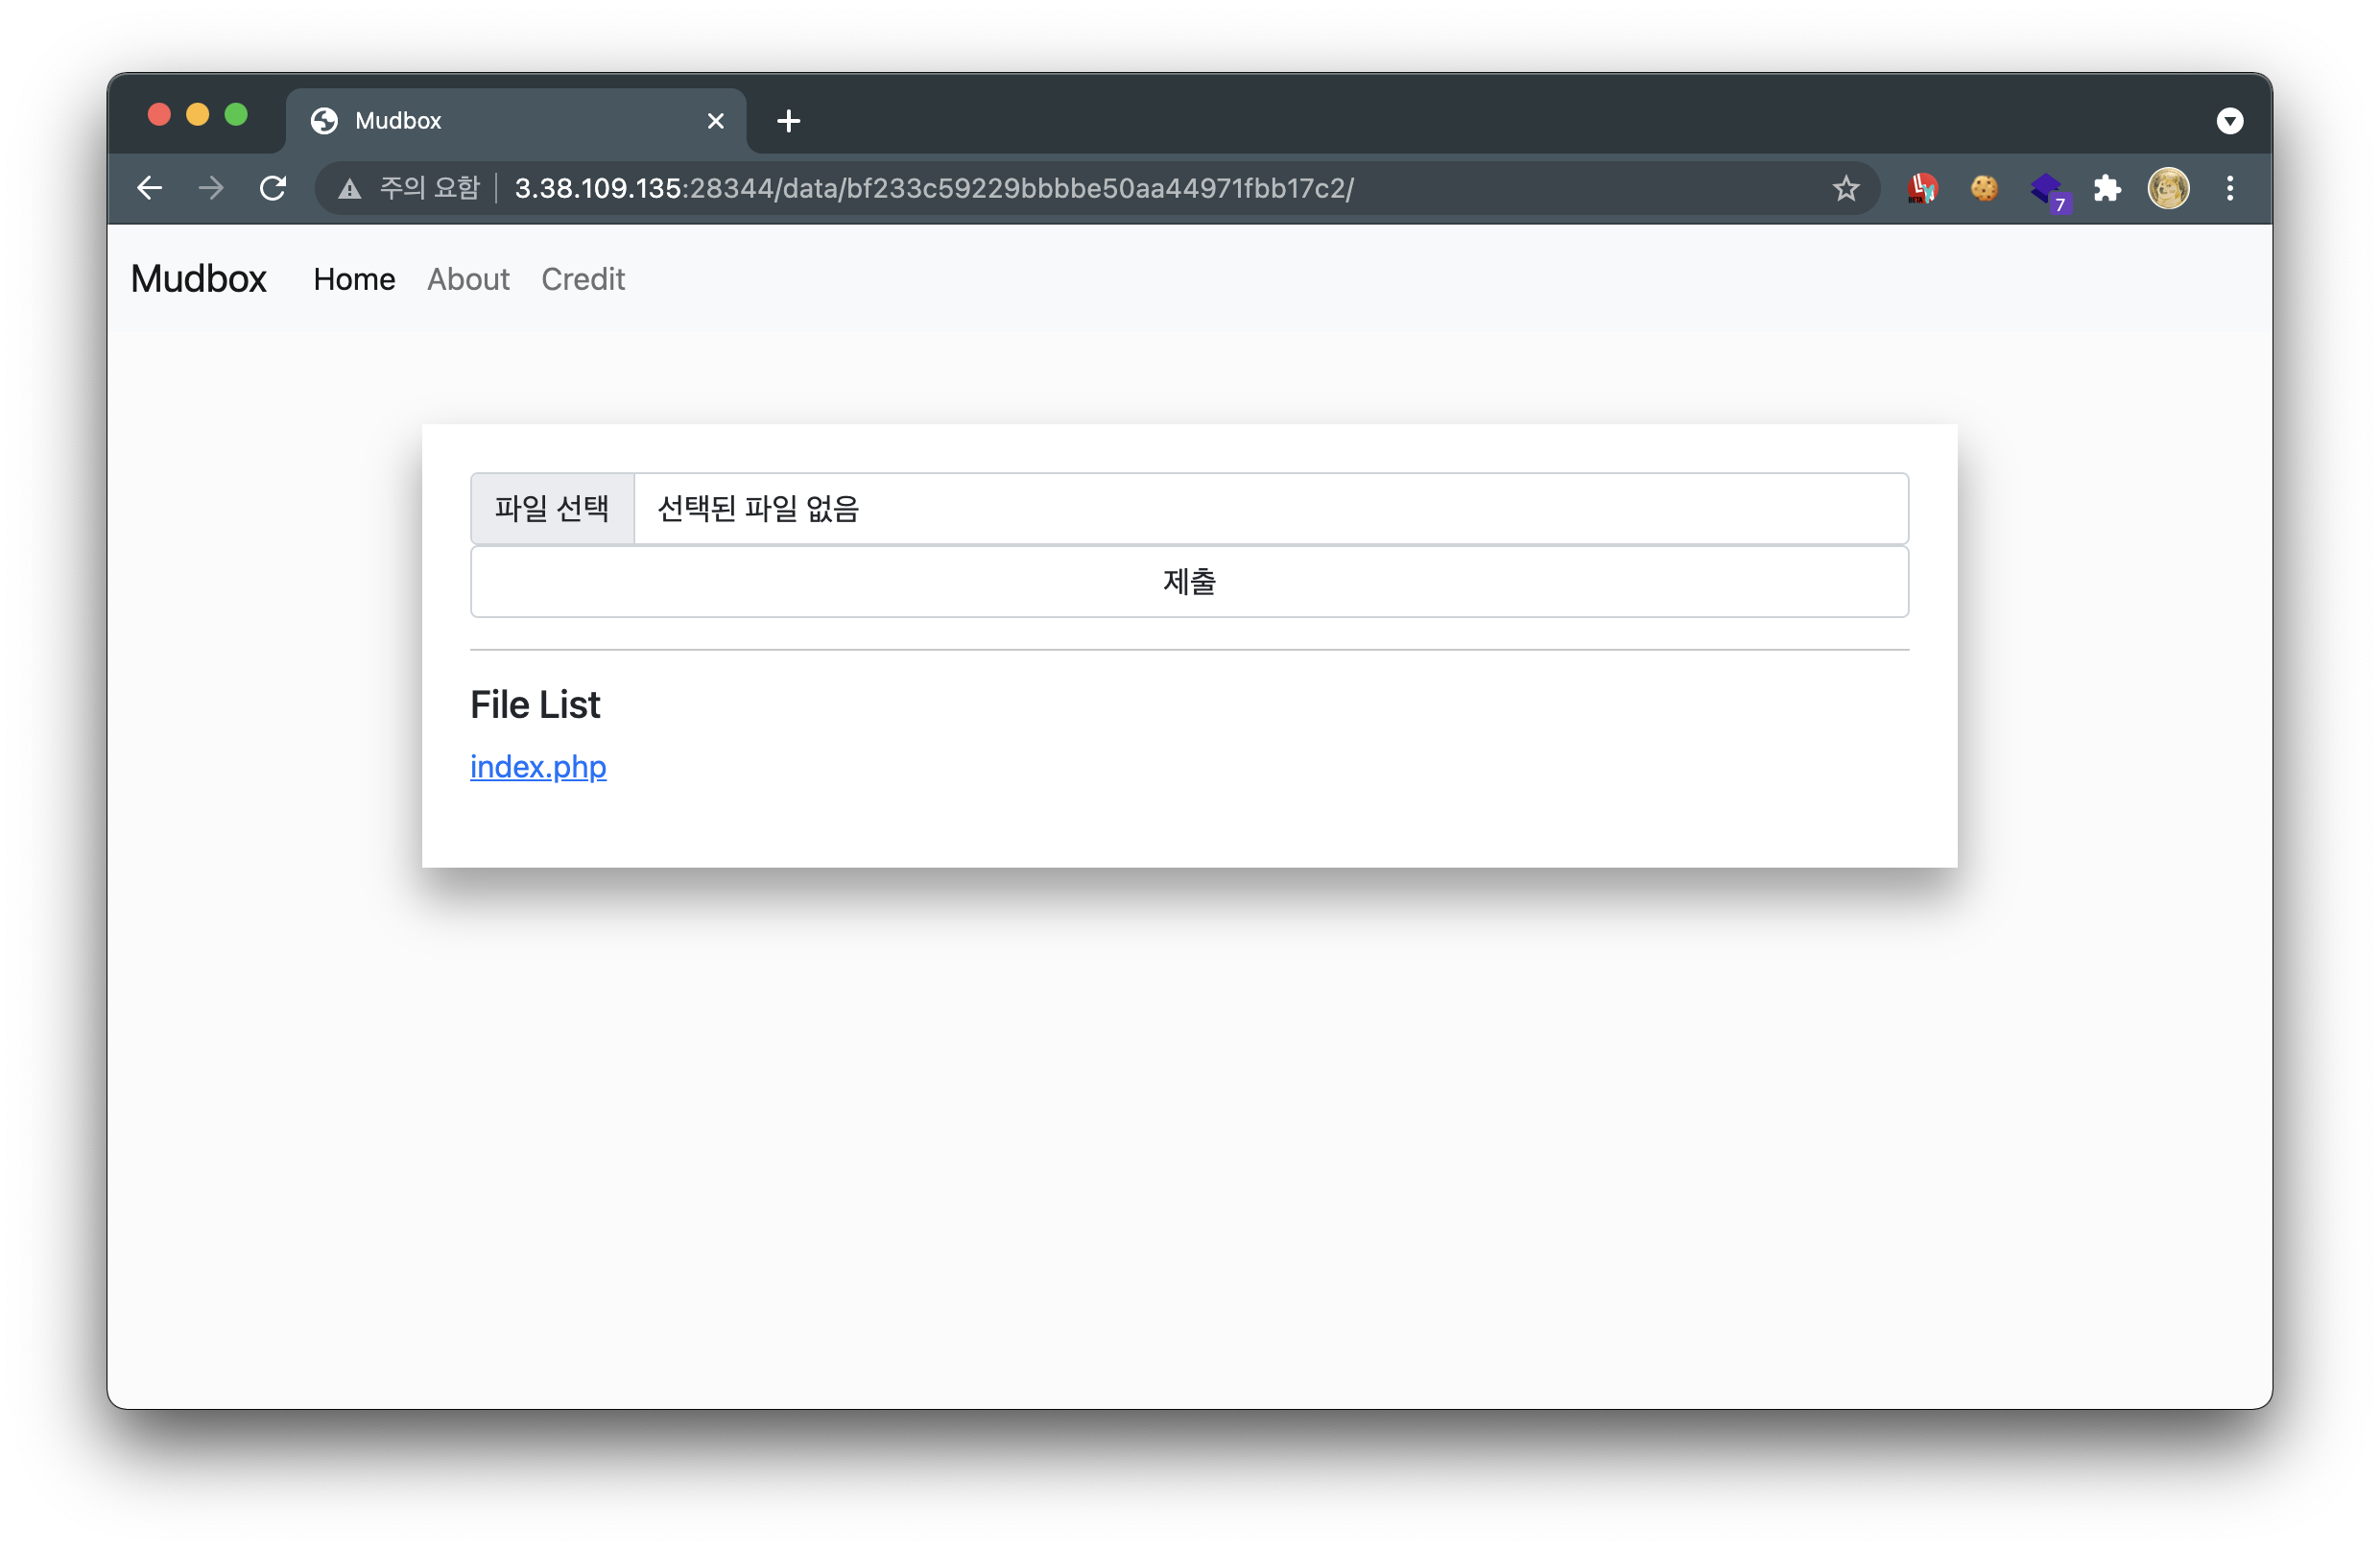 Mudbox
주의 요함 3.38.109.135:28344/data/bf233c59229bbbbe50aa44971fbb17c2/
7
Mudbox Home About Credit
파일 선택 선택된 파일 없음
제출
File List
index.php